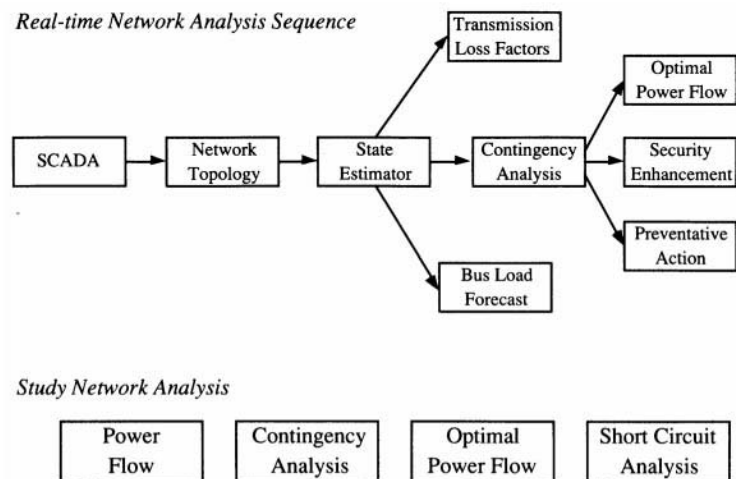 Real-time Network Analysis Sequence
Transmission
Loss Factors
Optimal
Power Flow
SCADA
Network
Topology
State
Estimator
Contingency
Analysis
Security
Enhancement
Preventative
Action
Bus Load
Forecast
Study Network Analysis
Power
Flow
Contingency
Analysis
Optimal
Power Flow
Short Circuit
Analysis